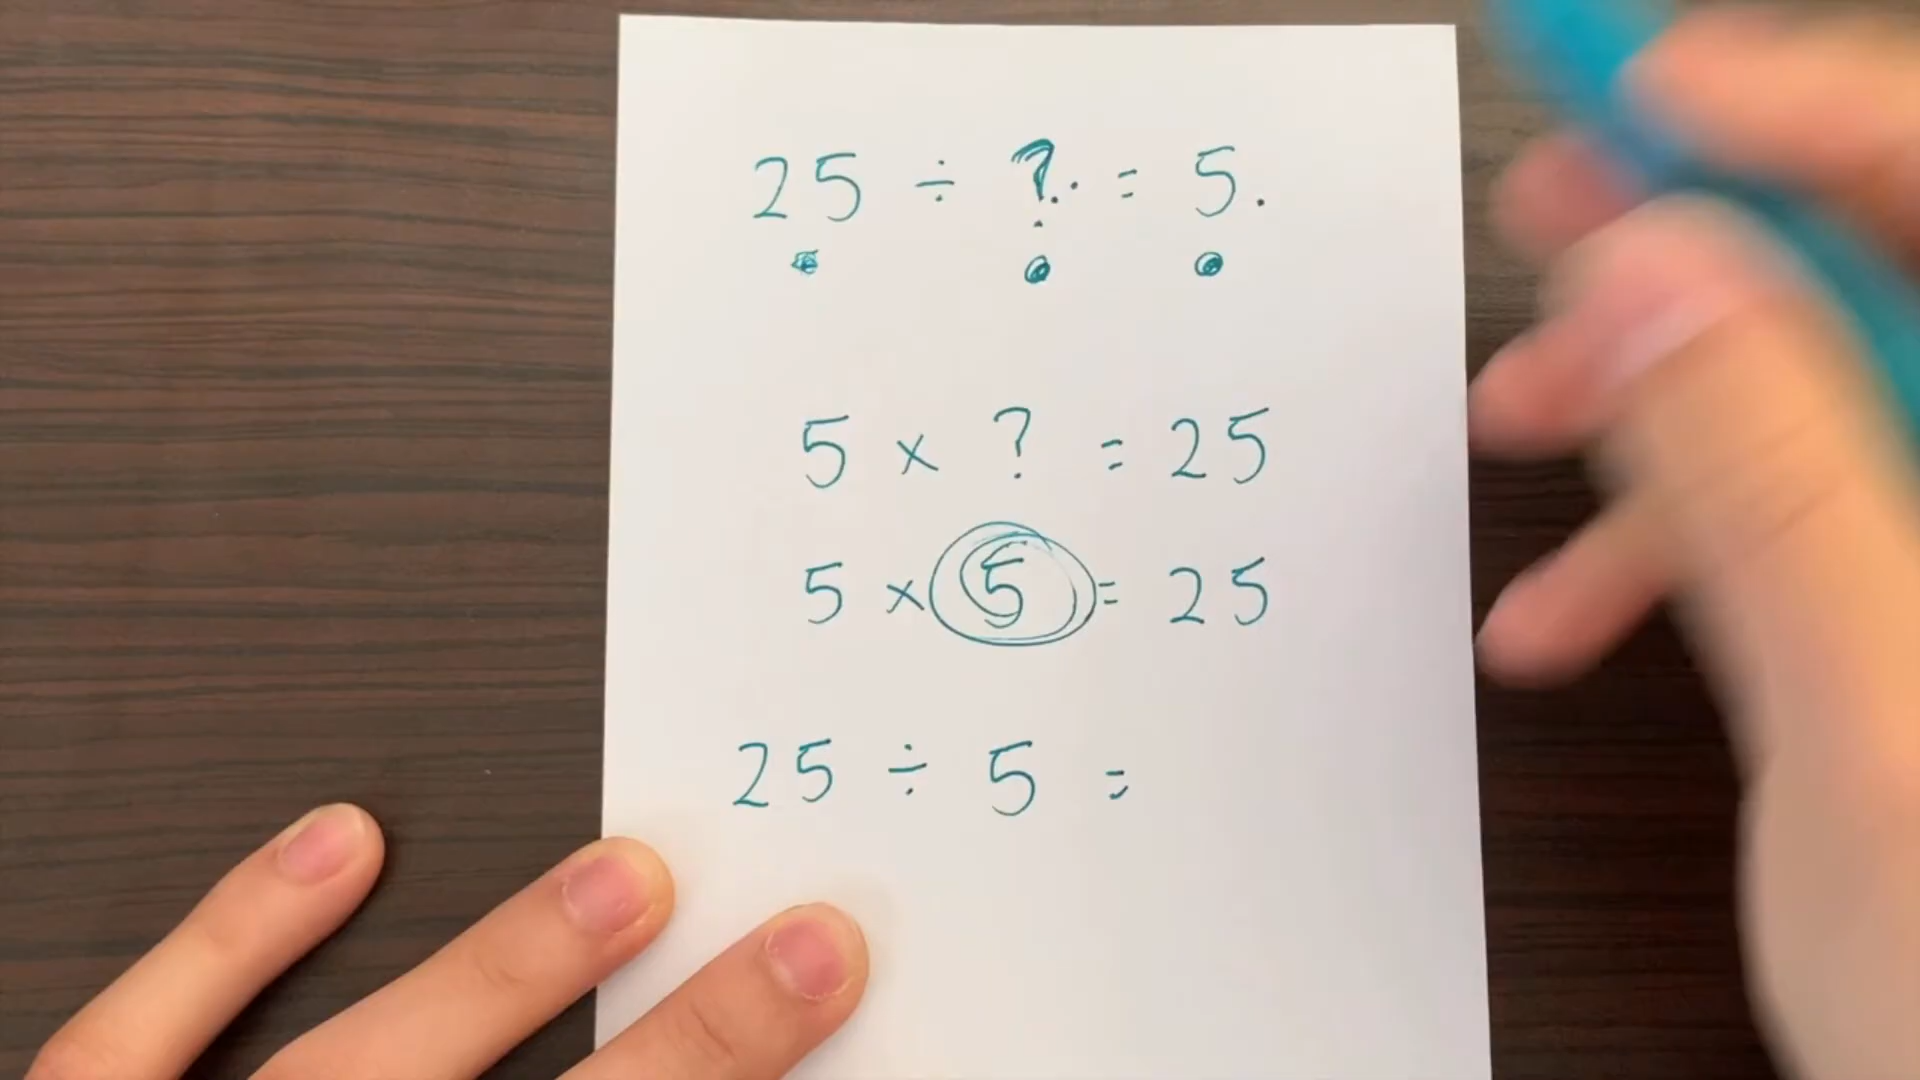 25 ÷ ? = 5
5 × ? = 25
5 × 5 = 25
25 ÷ 5 =